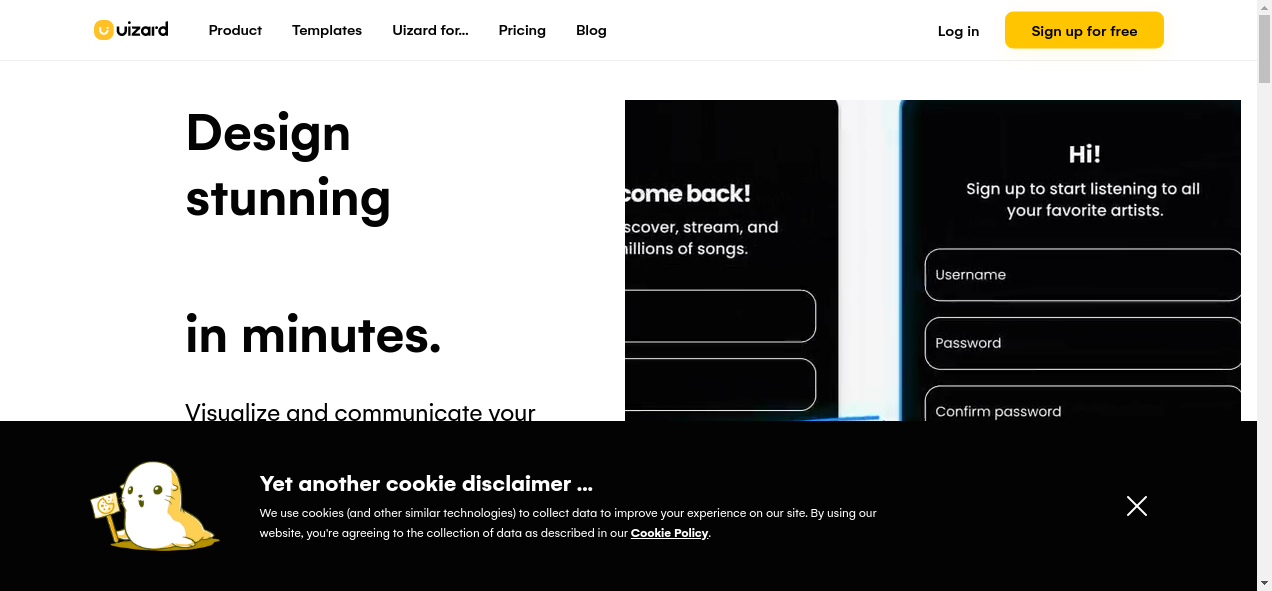 uizard Product Templates Uizard for... Pricing Blog Log in Sign up for free
Design
stunning
in minutes.
Visualize and communicate your
come back!
scover, stream, and
nillions of songs.
Hi!
Sign up to start listening to all
your favorite artists.
Username
Password
Confirm password
Yet another cookie disclaimer ...
We use cookies (and other similar technologies) to collect data to improve your experience on our site. By using our
website, you're agreeing to the collection of data as described in our Cookie Policy.